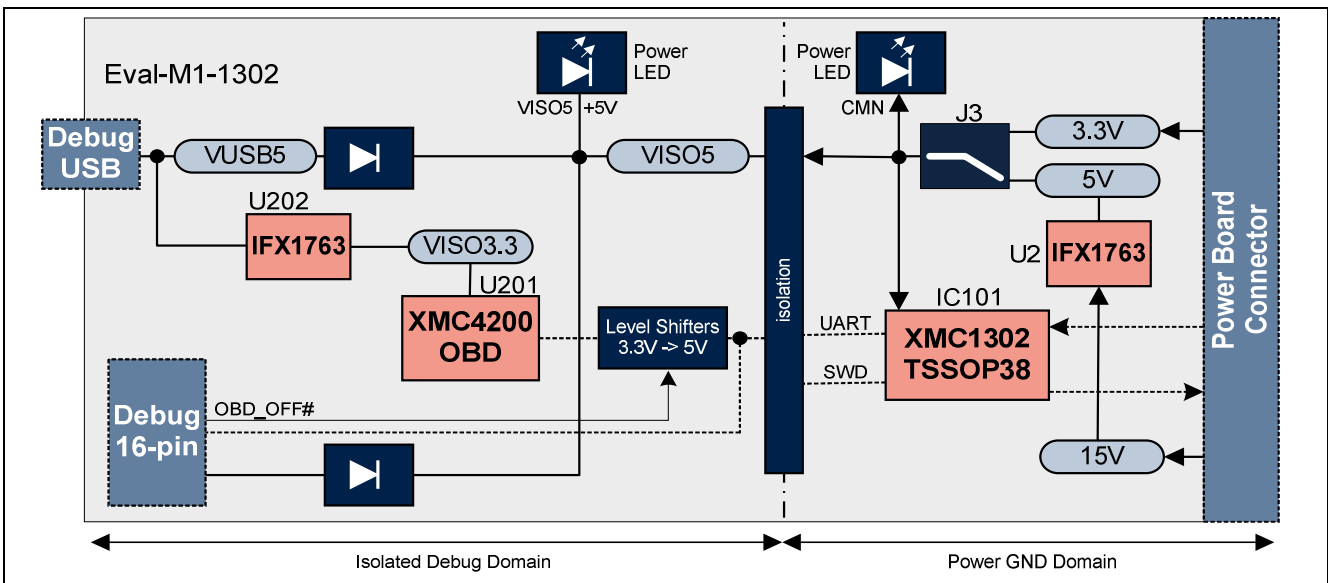 Eval-M1-1302
Power
LED
VISO5 +5V
Power
LED
CMN
J3
3.3V
5V
Debug
USB
VUSB5
VISO5
U202
IFX1763
VISO3.3
U201
XMC4200
OBD
Level Shifters
3.3V -> 5V
isolation
UART
SWD
IC101
XMC1302
TSSOP38
U2
IFX1763
15V
Power Board
Connector
Debug
16-pin
OBD_OFF#
Isolated Debug Domain
Power GND Domain